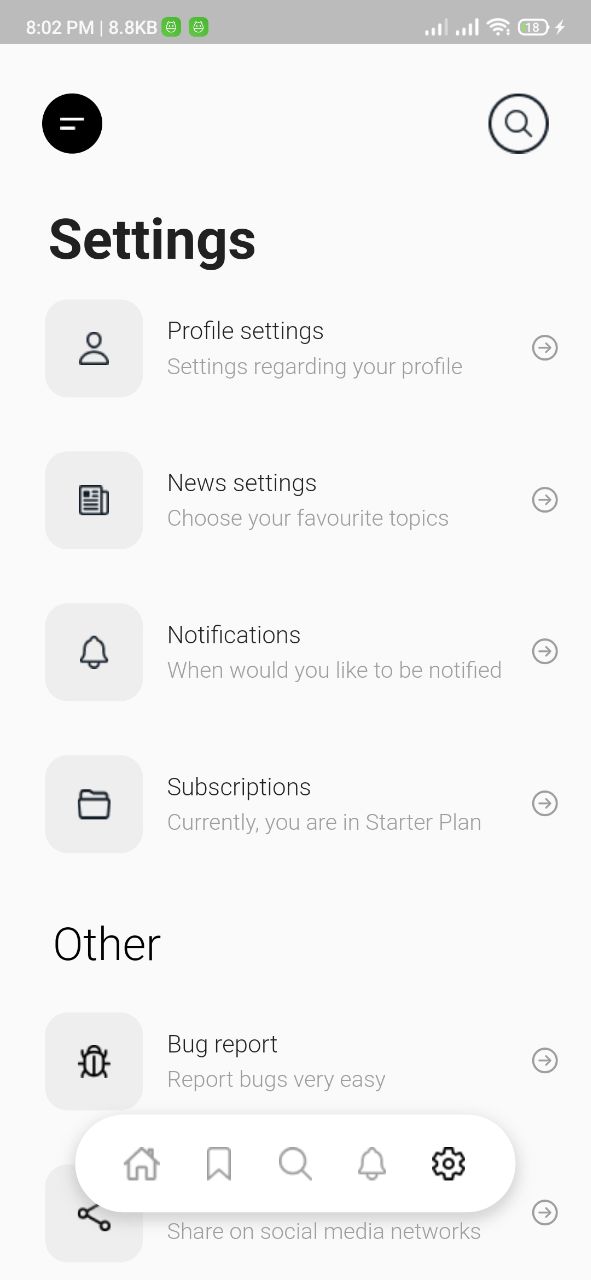 8:02 PM | 8.8KB
18
Settings
Profile settings
Settings regarding your profile
News settings
Choose your favourite topics
Notifications
When would you like to be notified
Subscriptions
Currently, you are in Starter Plan
Other
Bug report
Report bugs very easy
Share on social media networks